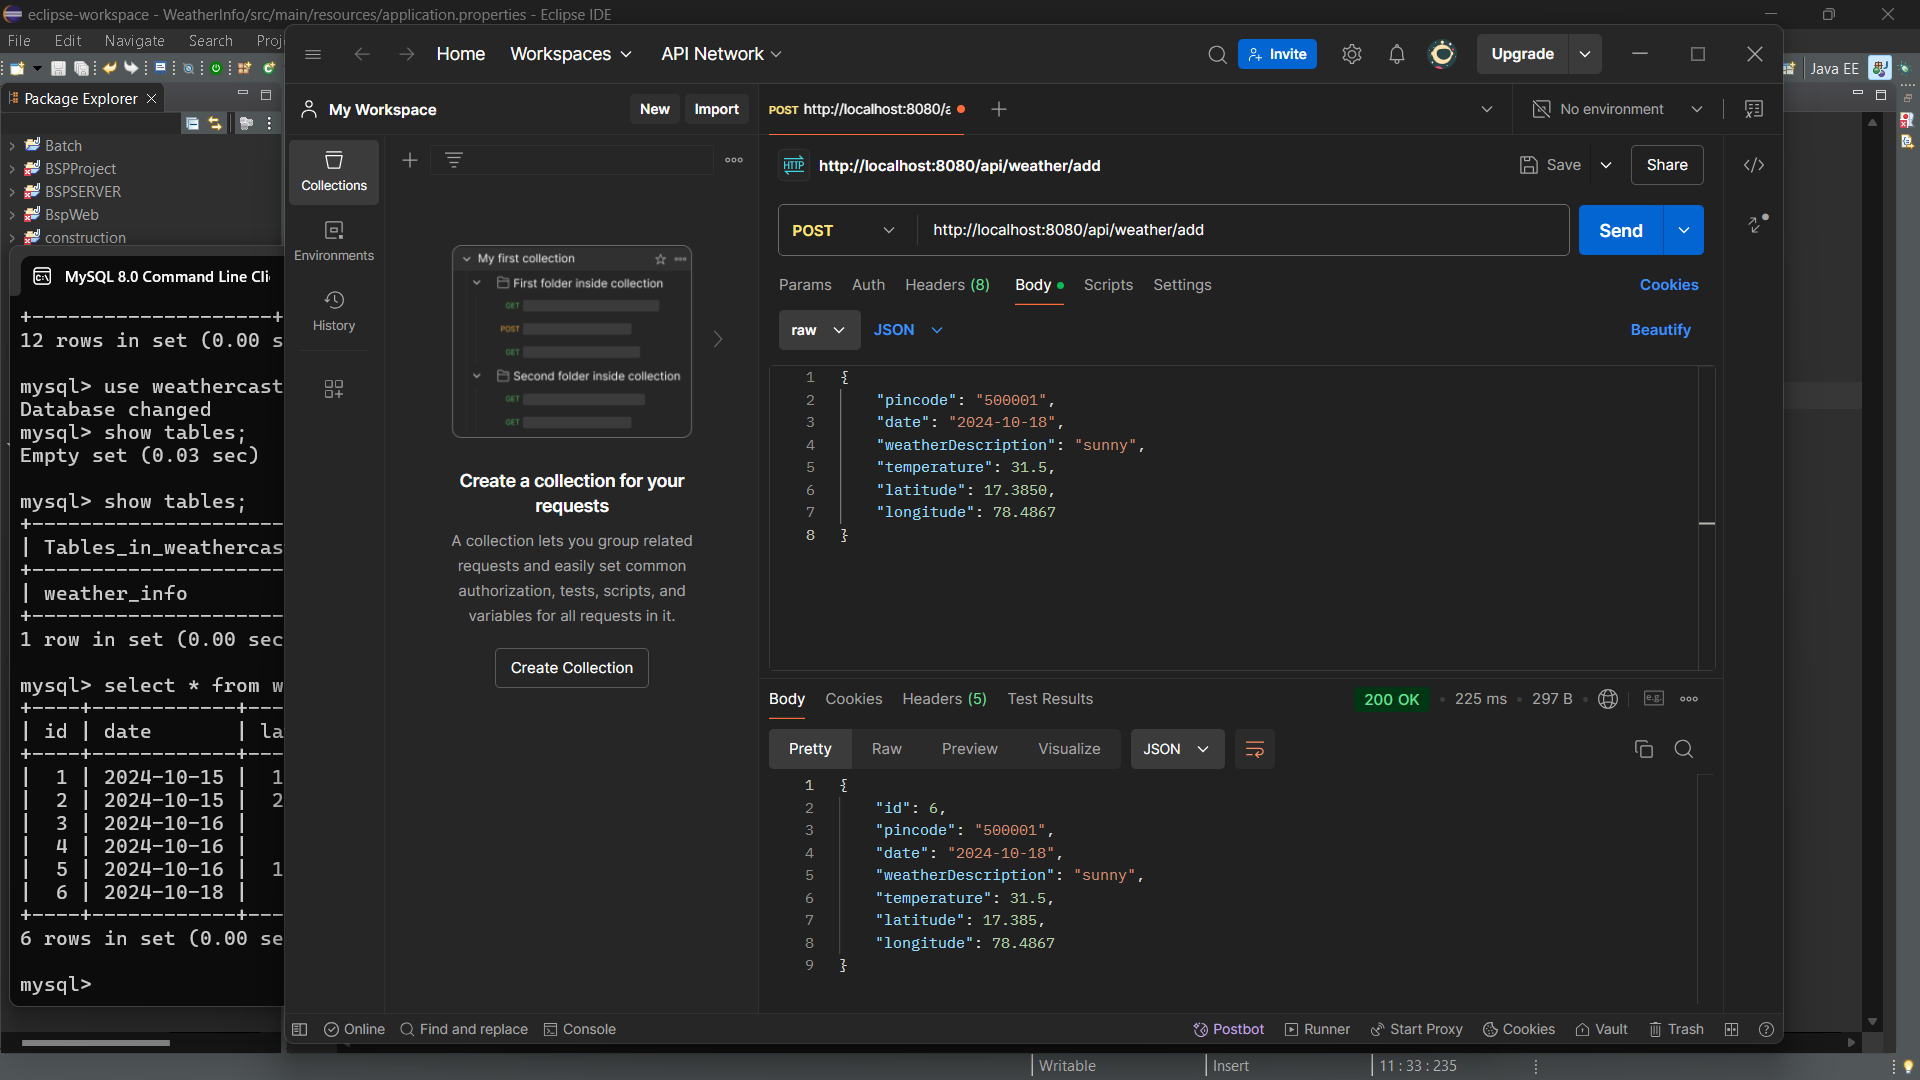 eclipse-workspace - WeatherInfo/src/main/resources/application.properties - Eclipse IDE
File Edit Navigate Search Proj
Home Workspaces API Network Invite Upgrade
Java EE
Package Explorer
My Workspace New Import
POST http://localhost:8080/a
No environment
Batch
BSPProject
BSPSERVER
BspWeb
construction
Collections
Environments
History
HTTP http://localhost:8080/api/weather/add Save Share
POST http://localhost:8080/api/weather/add Send
Params Auth Headers (8) Body Scripts Settings Cookies
raw JSON Beautify
1 {
2 "pincode": "500001",
3 "date": "2024-10-18",
4 "weatherDescription": "sunny",
5 "temperature": 31.5,
6 "latitude": 17.3850,
7 "longitude": 78.4867
8 }
My first collection
First folder inside collection
GET
POST
GET
Second folder inside collection
GET
GET
Create a collection for your
requests
A collection lets you group related
requests and easily set common
authorization, tests, scripts, and
variables for all requests in it.
Create Collection
MySQL 8.0 Command Line Cli
+---------------------+
12 rows in set (0.00 s
mysql> use weathercast
Database changed
mysql> show tables;
Empty set (0.03 sec)
mysql> show tables;
+---------------------
| Tables_in_weathercas
+---------------------
| weather_info
+---------------------
1 row in set (0.00 sec
mysql> select * from w
+----+------------+---
| id | date | la
+----+------------+---
| 1 | 2024-10-15 | 1
| 2 | 2024-10-15 | 2
| 3 | 2024-10-16 |
| 4 | 2024-10-16 |
| 5 | 2024-10-16 | 1
| 6 | 2024-10-18 |
+----+------------+---
6 rows in set (0.00 se
mysql>
Body Cookies Headers (5) Test Results 200 OK 225 ms 297 B e.g.
Pretty Raw Preview Visualize JSON
1 {
2 "id": 6,
3 "pincode": "500001",
4 "date": "2024-10-18",
5 "weatherDescription": "sunny",
6 "temperature": 31.5,
7 "latitude": 17.385,
8 "longitude": 78.4867
9 }
Online Find and replace Console Postbot Runner Start Proxy Cookies Vault Trash
Writable Insert 11 : 33 : 235